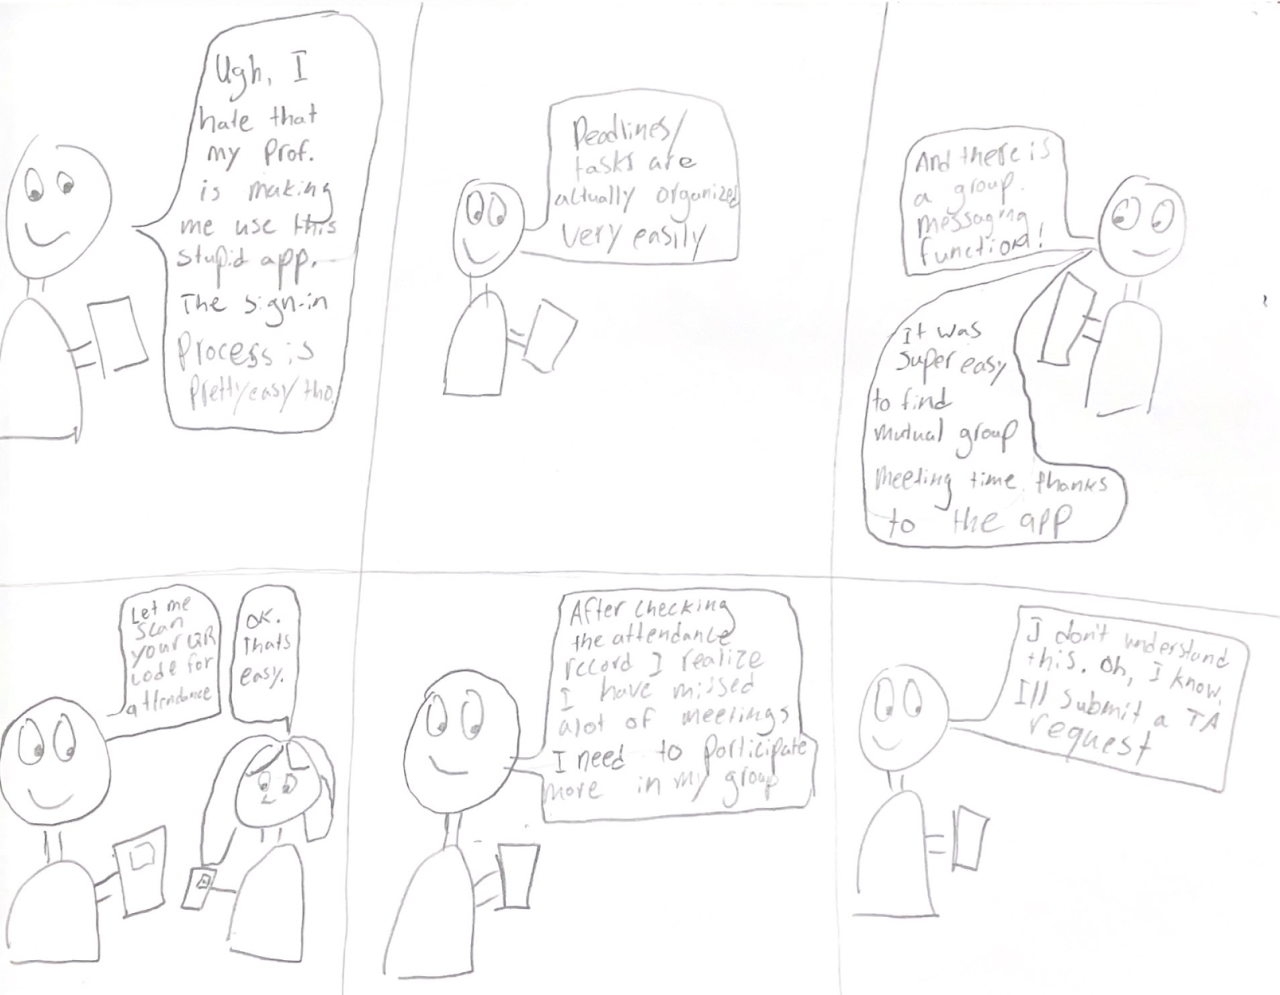 Ugh, I
hate that
my Prof.
is making
me use this
stupid app.
The sign-in
Process is
Pretty easy tho.
Deadlines/
tasks are
actually organized
very easily
And there is
a group
messaging
function!
It was
super easy
to find
mutual group
meeting time thanks
to the app
Let me
scan
your QR
code for
attendance
OK.
Thats
easy.
After checking
the attendance
record I realize
I have missed
alot of meetings
I need to participate
more in my group
I don't understand
this. Oh, I know,
I'll submit a TA
request